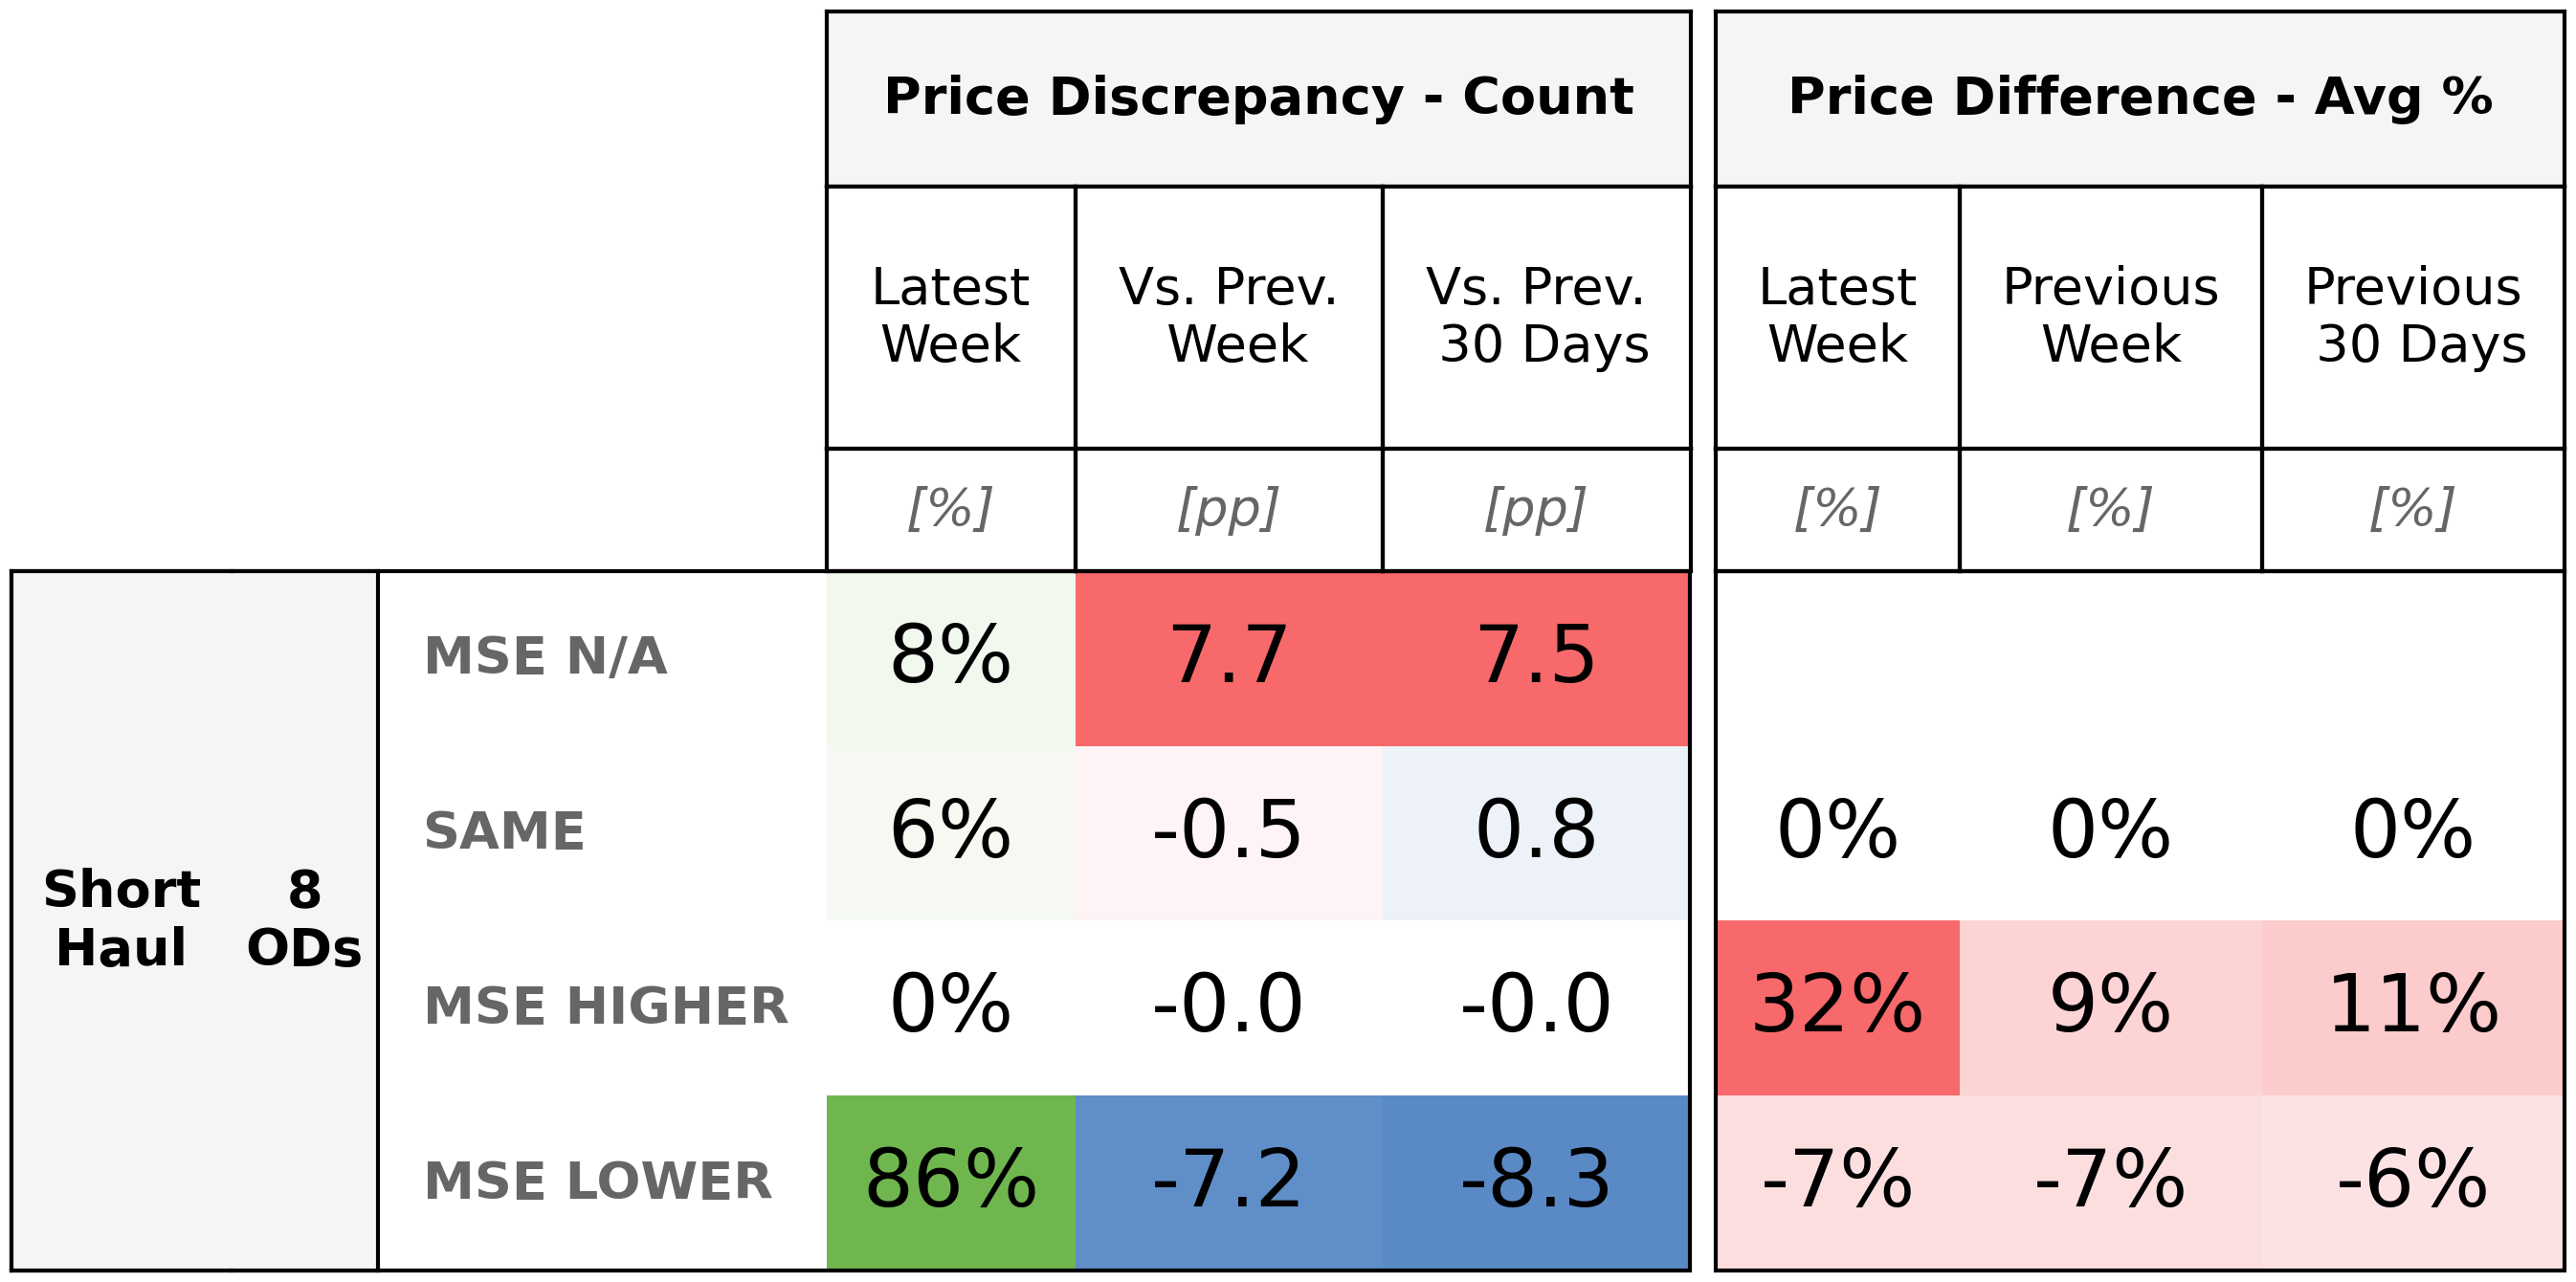 Price Discrepancy - Count Price Difference - Avg %
Latest Vs. Prev. Vs. Prev. Latest Previous Previous
Week Week 30 Days Week Week 30 Days
[%] [pp] [pp] [%] [%] [%]
MSE N/A 8% 7.7 7.5
SAME 6% -0.5 0.8 0% 0% 0%
Short 8
Haul ODs
MSE HIGHER 0% -0.0 -0.0 32% 9% 11%
MSE LOWER 86% -7.2 -8.3 -7% -7% -6%